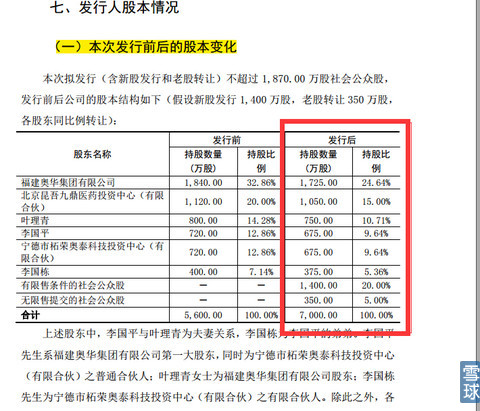 七、发行人股本情况
（一）本次发行前后的股本变化
本次拟发行（含新股发行和老股转让）不超过 1,870.00 万股社会公众股，
发行前后公司的股本结构如下（假设新股发行 1,400 万股，老股转让 350 万股，
各股东同比例转让）：
股东名称 发行前 发行后
持股数量（万股） 持股比例 持股数量（万股） 持股比例
福建奥华集团有限公司 1,840.00 32.86% 1,725.00 24.64%
北京昆吾九鼎医药投资中心（有限合伙） 1,120.00 20.00% 1,050.00 15.00%
叶理青 800.00 14.28% 750.00 10.71%
李国平 720.00 12.86% 675.00 9.64%
宁德市柘荣奥泰科技投资中心（有限合伙） 720.00 12.86% 675.00 9.64%
李国栋 400.00 7.14% 375.00 5.36%
有限售条件的社会公众股 — — 1,400.00 20.00%
无限售提交的社会公众股 — — 350.00 5.00%
合计 5,600.00 100.00% 7,000.00 100.00%
上述股东中，李国平与叶理青为夫妻关系，李国栋为李国平的弟弟。李国平
先生系福建奥华集团有限公司第一大股东，同时为宁德市柘荣奥泰科技投资中心
（有限合伙）之普通合伙人；叶理青女士为福建奥华集团有限公司股东；李国栋
先生为宁德市柘荣奥泰科技投资中心（有限合伙）之有限合伙人。除此之外，各
雪球